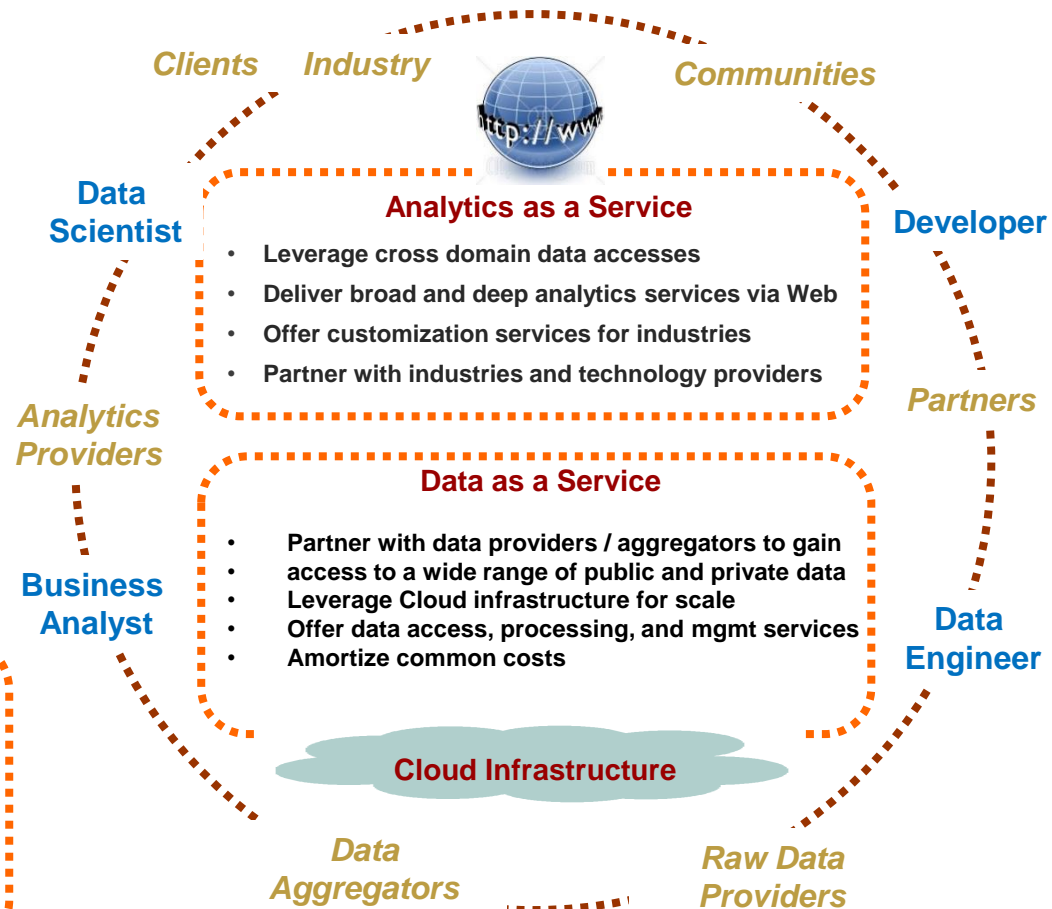 Clients Industry
Communities
http://www
Data
Scientist
Developer
Analytics as a Service
• Leverage cross domain data accesses
• Deliver broad and deep analytics services via Web
• Offer customization services for industries
• Partner with industries and technology providers
Analytics
Providers
Partners
Data as a Service
• Partner with data providers / aggregators to gain
• access to a wide range of public and private data
• Leverage Cloud infrastructure for scale
• Offer data access, processing, and mgmt services
• Amortize common costs
Business
Analyst
Data
Engineer
Cloud Infrastructure
Data
Aggregators
Raw Data
Providers